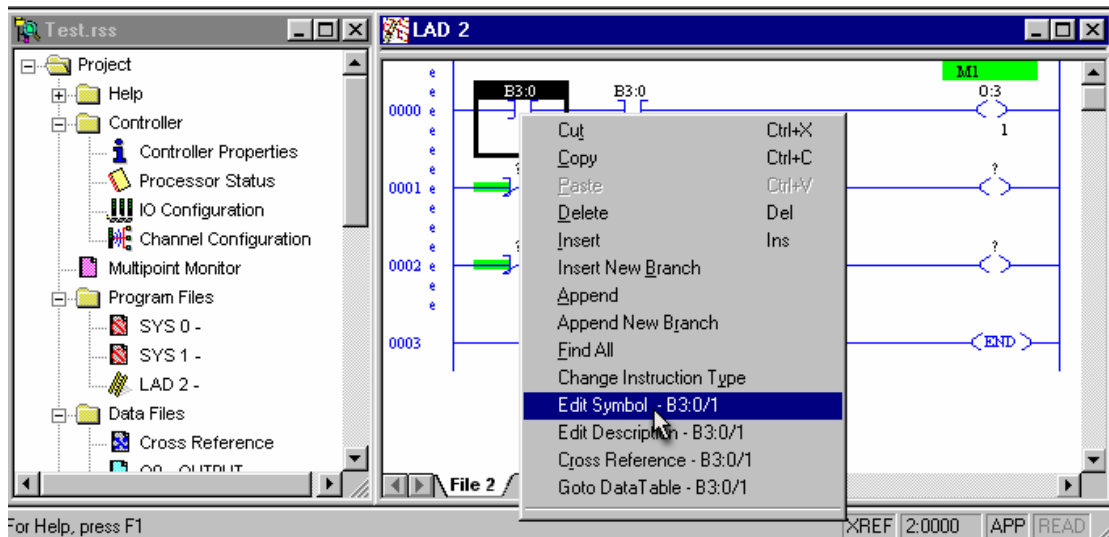 Test.rss
Project
Help
Controller
Controller Properties
Processor Status
IO Configuration
Channel Configuration
Multipoint Monitor
Program Files
SYS 0 -
SYS 1 -
LAD 2 -
Data Files
Cross Reference
LAD 2
e
M1
e B3:0 B3:0 O:3
0000 e
e 1
e
e ? ?
0001 e
e
e
e ? ?
0002 e
e
e
0003 END
File 2
Cut Ctrl+X
Copy Ctrl+C
Paste Ctrl+V
Delete Del
Insert Ins
Insert New Branch
Append
Append New Branch
Find All
Change Instruction Type
Edit Symbol - B3:0/1
Edit Description - B3:0/1
Cross Reference - B3:0/1
Goto DataTable - B3:0/1
For Help, press F1
XREF 2:0000 APP READ